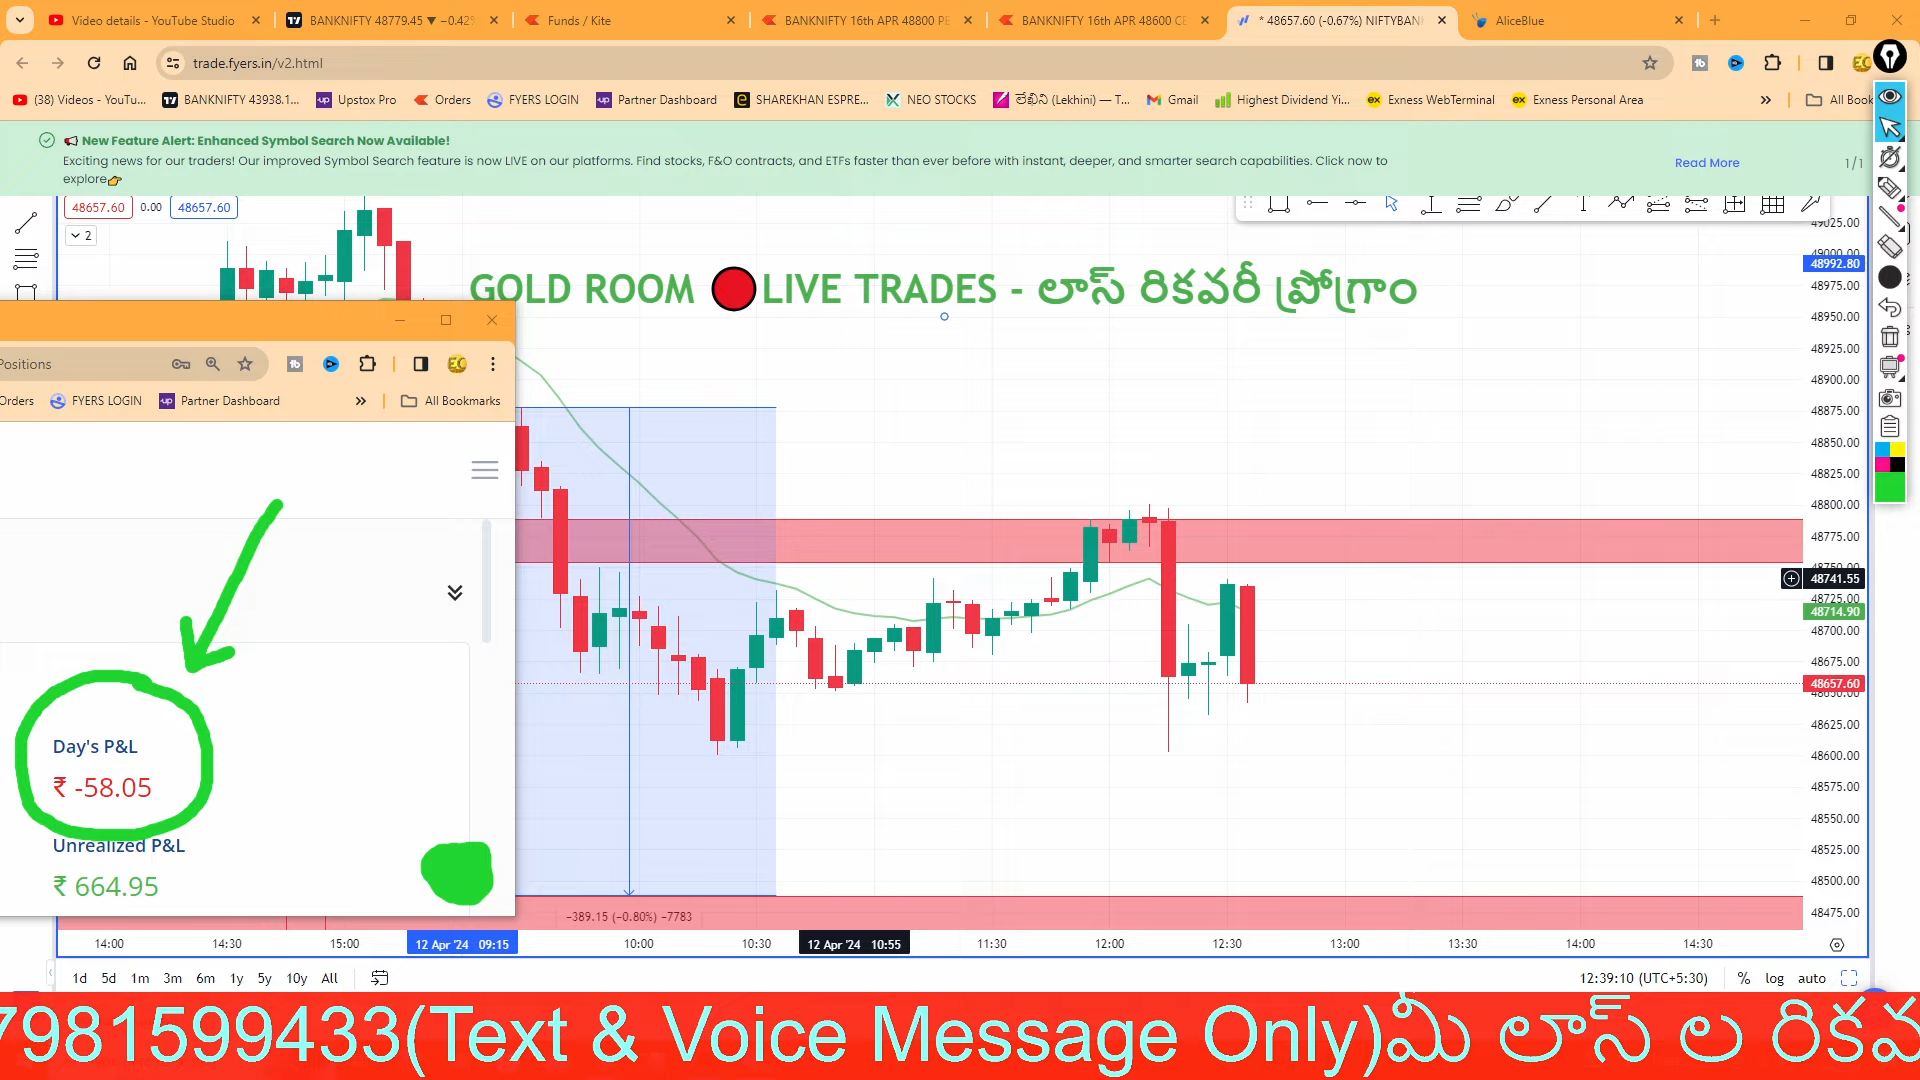 Video details - YouTube Studio
BANKNIFTY 48779.45 ▼ −0.42%
Funds / Kite
BANKNIFTY 16th APR 48800 PE
BANKNIFTY 16th APR 48600 CE
* 48657.60 (-0.67%) NIFTYBANK
AliceBlue
trade.fyers.in/v2.html
(38) Videos - YouTu...
BANKNIFTY 43938.1...
Upstox Pro
Orders
FYERS LOGIN
Partner Dashboard
SHAREKHAN ESPRE...
NEO STOCKS
లేఖిని (Lekhini) — T...
Gmail
Highest Dividend Yi...
Exness WebTerminal
Exness Personal Area
All Book
New Feature Alert: Enhanced Symbol Search Now Available!
Exciting news for our traders! Our improved Symbol Search feature is now LIVE on our platforms. Find stocks, F&O contracts, and ETFs faster than ever before with instant, deeper, and smarter search capabilities. Click now to
explore
Read More
1/1
48657.60 0.00 48657.60
2
GOLD ROOM LIVE TRADES - లాస్ రికవరీ ప్రోగ్రాం
49025.00
49000.00
48992.80
48975.00
48950.00
48925.00
48900.00
48875.00
48850.00
48825.00
48800.00
48775.00
48750.00
48741.55
48725.00
48714.90
48700.00
48675.00
48657.60
48650.00
48625.00
48600.00
48575.00
48550.00
48525.00
48500.00
48475.00
Positions
Orders
FYERS LOGIN
Partner Dashboard
All Bookmarks
Day's P&L
₹ -58.05
Unrealized P&L
₹ 664.95
−389.15 (−0.80%) −7783
14:00 14:30 15:00 12 Apr '24 09:15 10:00 10:30 12 Apr '24 10:55 11:30 12:00 12:30 13:00 13:30 14:00 14:30
1d 5d 1m 3m 6m 1y 5y 10y All
12:39:10 (UTC+5:30) % log auto
7981599433(Text & Voice Message Only)మీ లాస్ ల రికవ